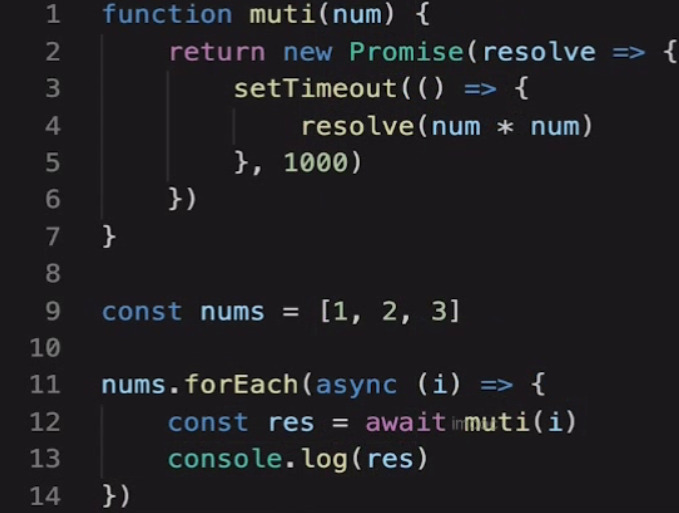 1 function muti(num) {
2     return new Promise(resolve => {
3         setTimeout(() => {
4             resolve(num * num)
5         }, 1000)
6     })
7 }
8
9 const nums = [1, 2, 3]
10
11 nums.forEach(async (i) => {
12     const res = await muti(i)
13     console.log(res)
14 })